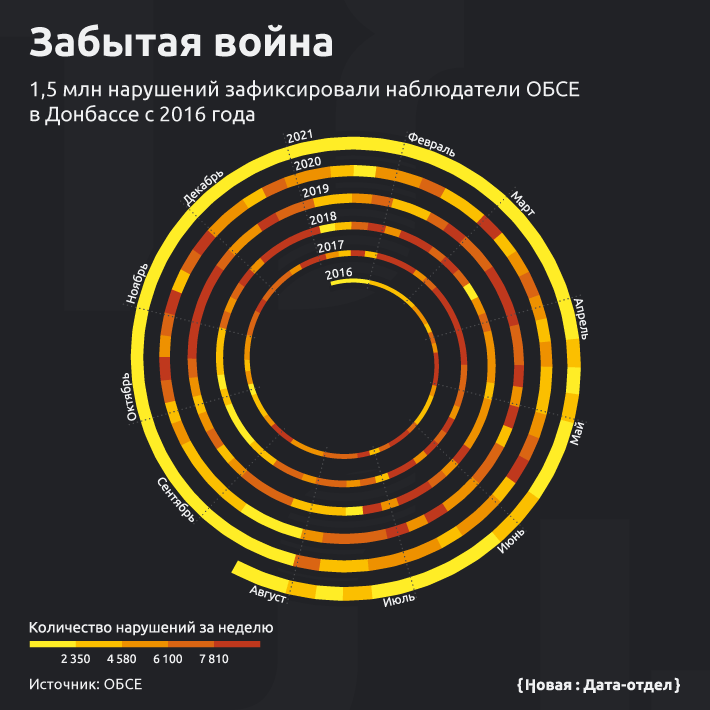 Забытая война
1,5 млн нарушений зафиксировали наблюдатели ОБСЕ
в Донбассе с 2016 года
2021
2020
2019
2018
2017
2016
Февраль
Март
Апрель
Май
Июнь
Июль
Август
Сентябрь
Октябрь
Ноябрь
Декабрь
Количество нарушений за неделю
2 350 4 580 6 100 7 810
Источник: ОБСЕ
{Новая : Дата-отдел}